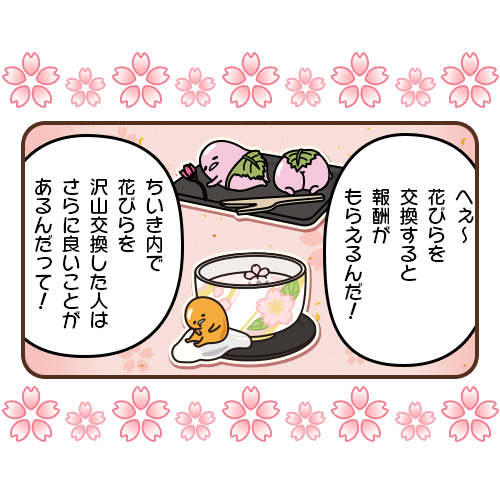 へぇ〜
花びらを
交換すると
報酬が
もらえるんだ！
ちいき内で
花びらを
沢山交換した人は
さらに良いことが
あるんだって！